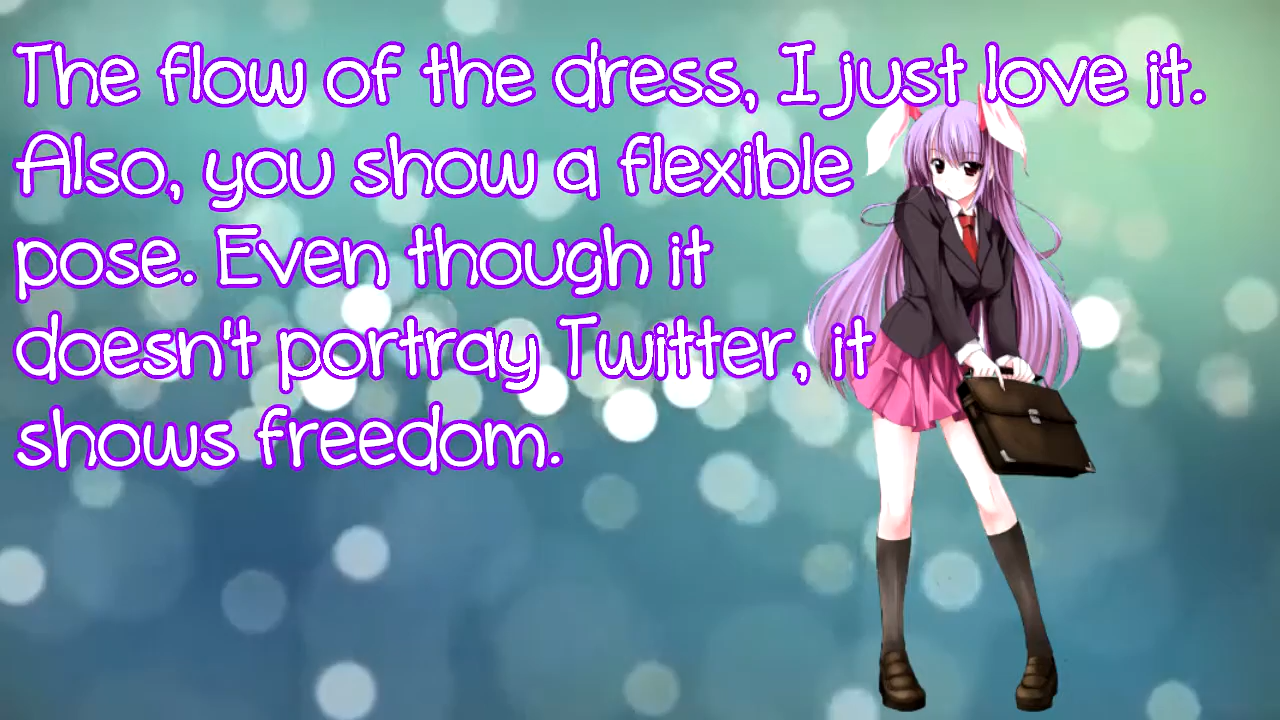 The flow of the dress, I just love it.
Also, you show a flexible
pose. Even though it
doesn't portray Twitter, it
shows freedom.